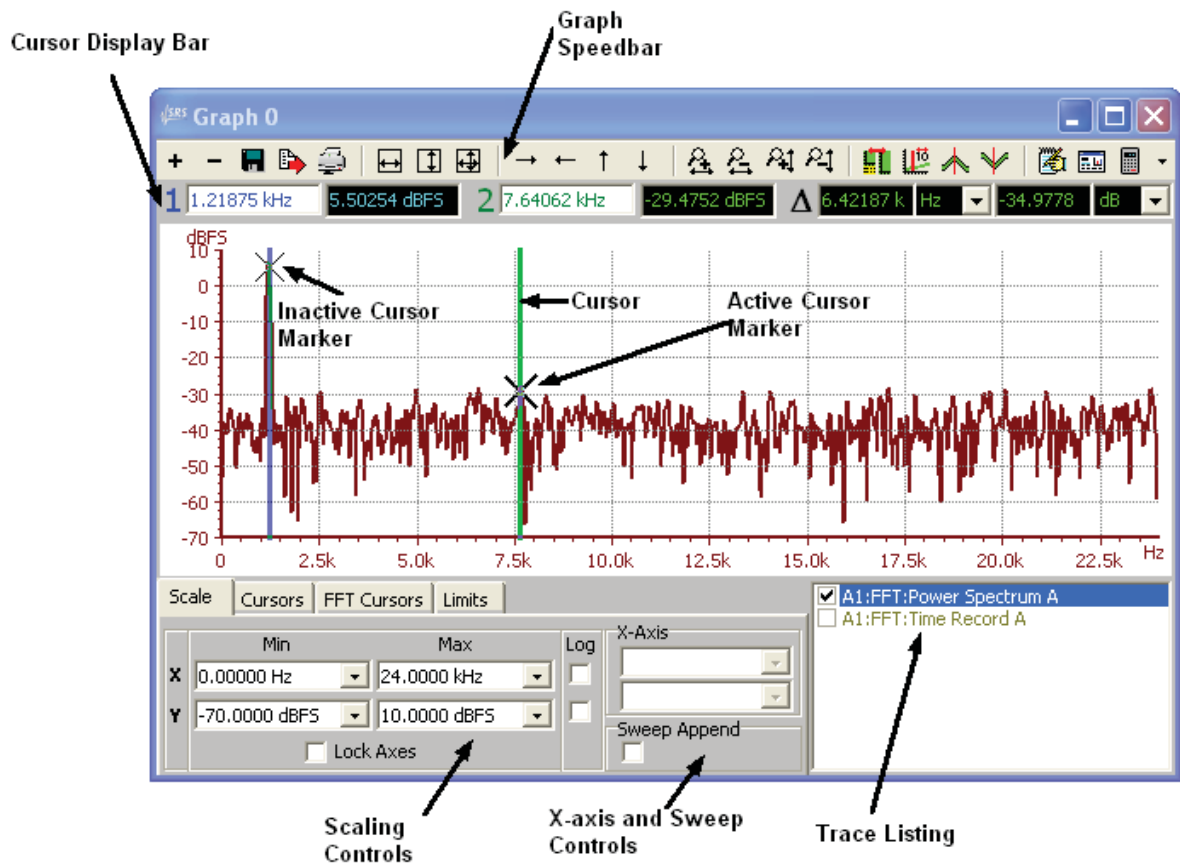 Graph
Speedbar
Cursor Display Bar
SRS Graph 0
10
1 1.21875 kHz 5.50254 dBFS 2 7.64062 kHz -29.4752 dBFS Δ 6.42187 k Hz -34.9778 dB
dBFS
10
0
-10
-20
-30
-40
-50
-60
-70
Inactive Cursor
Marker
Cursor
Active Cursor
Marker
0 2.5k 5.0k 7.5k 10.0k 12.5k 15.0k 17.5k 20.0k 22.5k Hz
Scale Cursors FFT Cursors Limits
Min Max Log
X 0.00000 Hz 24.0000 kHz
Y -70.0000 dBFS 10.0000 dBFS
Lock Axes
X-Axis
Sweep Append
A1:FFT:Power Spectrum A
A1:FFT:Time Record A
Scaling
Controls
X-axis and Sweep
Controls
Trace Listing